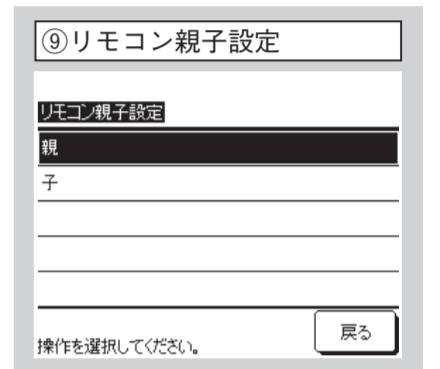 ⑨リモコン親子設定
リモコン親子設定
親
子
操作を選択してください。
戻る